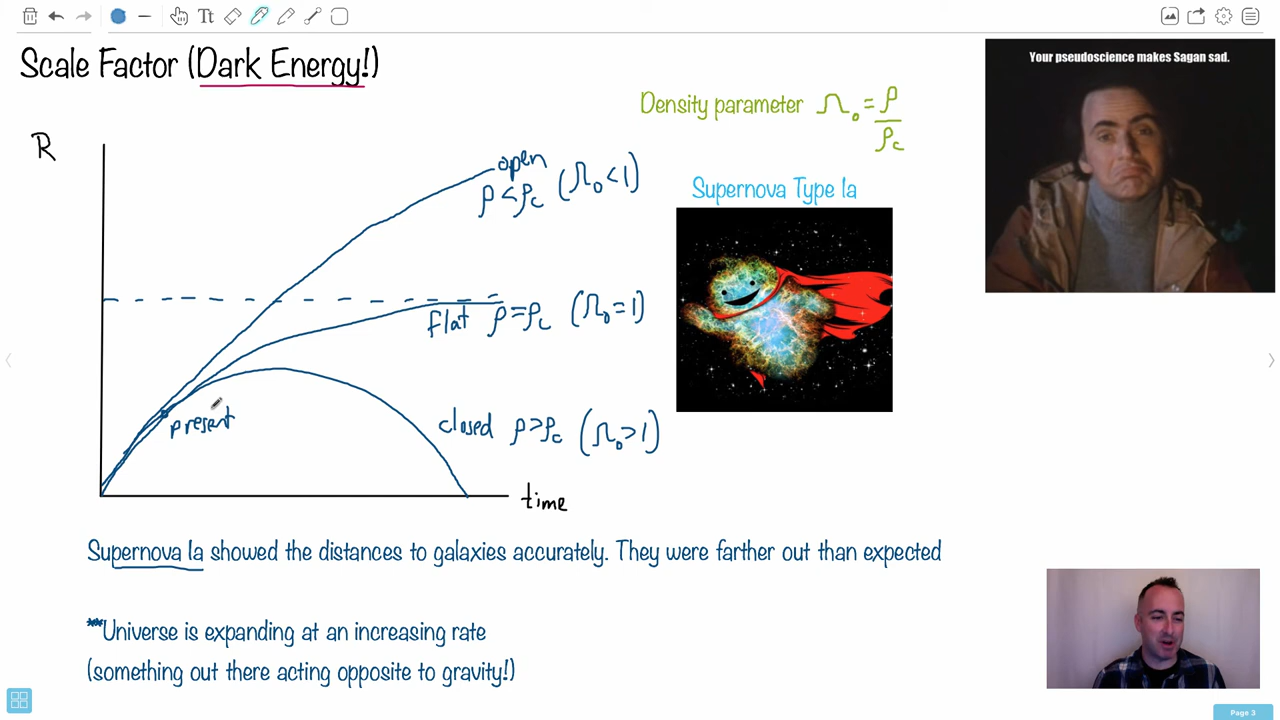 Tt
Scale Factor (Dark Energy!)
Your pseudoscience makes Sagan sad.
Density parameter Ω₀ = ρ/ρc
R
open
ρ < ρc (Ω₀ < 1)
Supernova Type Ia
flat ρ = ρc (Ω₀ = 1)
present
closed ρ > ρc (Ω₀ > 1)
time
Supernova Ia showed the distances to galaxies accurately. They were farther out than expected
**Universe is expanding at an increasing rate
(something out there acting opposite to gravity!)
Page 3